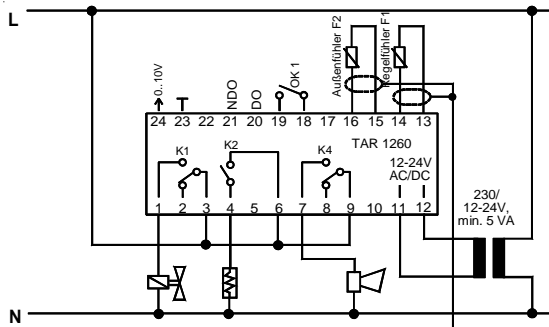 L
0..10V
NDO
DO
OK 1
Außenfühler F2
Regelfühler F1
24 23 22 21 20 19 18 17 16 15 14 13
TAR 1260
K1
K2
K4
12-24V
AC/DC
1 2 3 4 5 6 7 8 9 10 11 12
230/
12-24V,
min. 5 VA
N